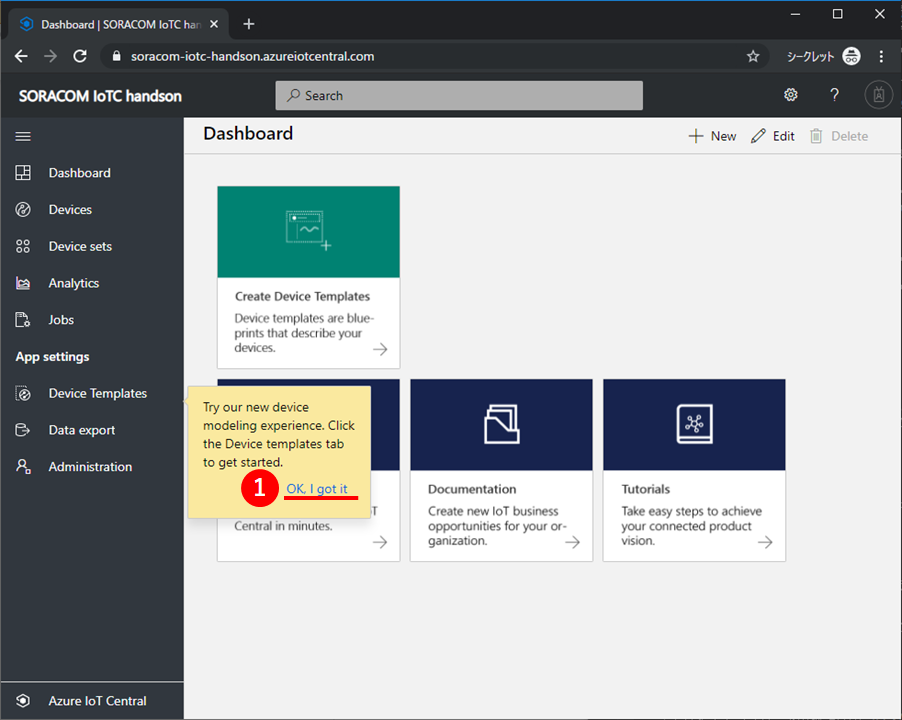 Dashboard | SORACOM IoTC han
soracom-iotc-handson.azureiotcentral.com
シークレット
SORACOM IoTC handson
Search
?
Dashboard
New
Edit
Delete
Dashboard
Devices
Device sets
Analytics
Jobs
App settings
Device Templates
Data export
Administration
Azure IoT Central
Create Device Templates
Device templates are blue-
prints that describe your
devices.
Try our new device
modeling experience. Click
the Device templates tab
to get started.
1
OK, I got it
Central in minutes.
Documentation
Create new IoT business
opportunities for your or-
ganization.
Tutorials
Take easy steps to achieve
your connected product
vision.